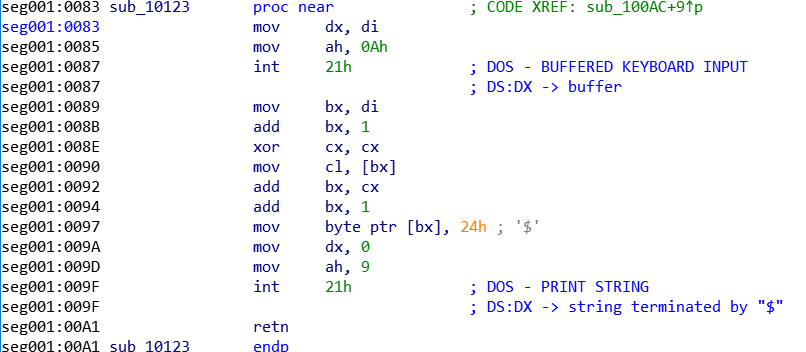 seg001:0083 sub_10123 proc near ; CODE XREF: sub_100AC+9↑p
seg001:0083 mov dx, di
seg001:0085 mov ah, 0Ah
seg001:0087 int 21h ; DOS - BUFFERED KEYBOARD INPUT
seg001:0087 ; DS:DX -> buffer
seg001:0089 mov bx, di
seg001:008B add bx, 1
seg001:008E xor cx, cx
seg001:0090 mov cl, [bx]
seg001:0092 add bx, cx
seg001:0094 add bx, 1
seg001:0097 mov byte ptr [bx], 24h ; '$'
seg001:009A mov dx, 0
seg001:009D mov ah, 9
seg001:009F int 21h ; DOS - PRINT STRING
seg001:009F ; DS:DX -> string terminated by "$"
seg001:00A1 retn
seg001:00A1 sub_10123 endp